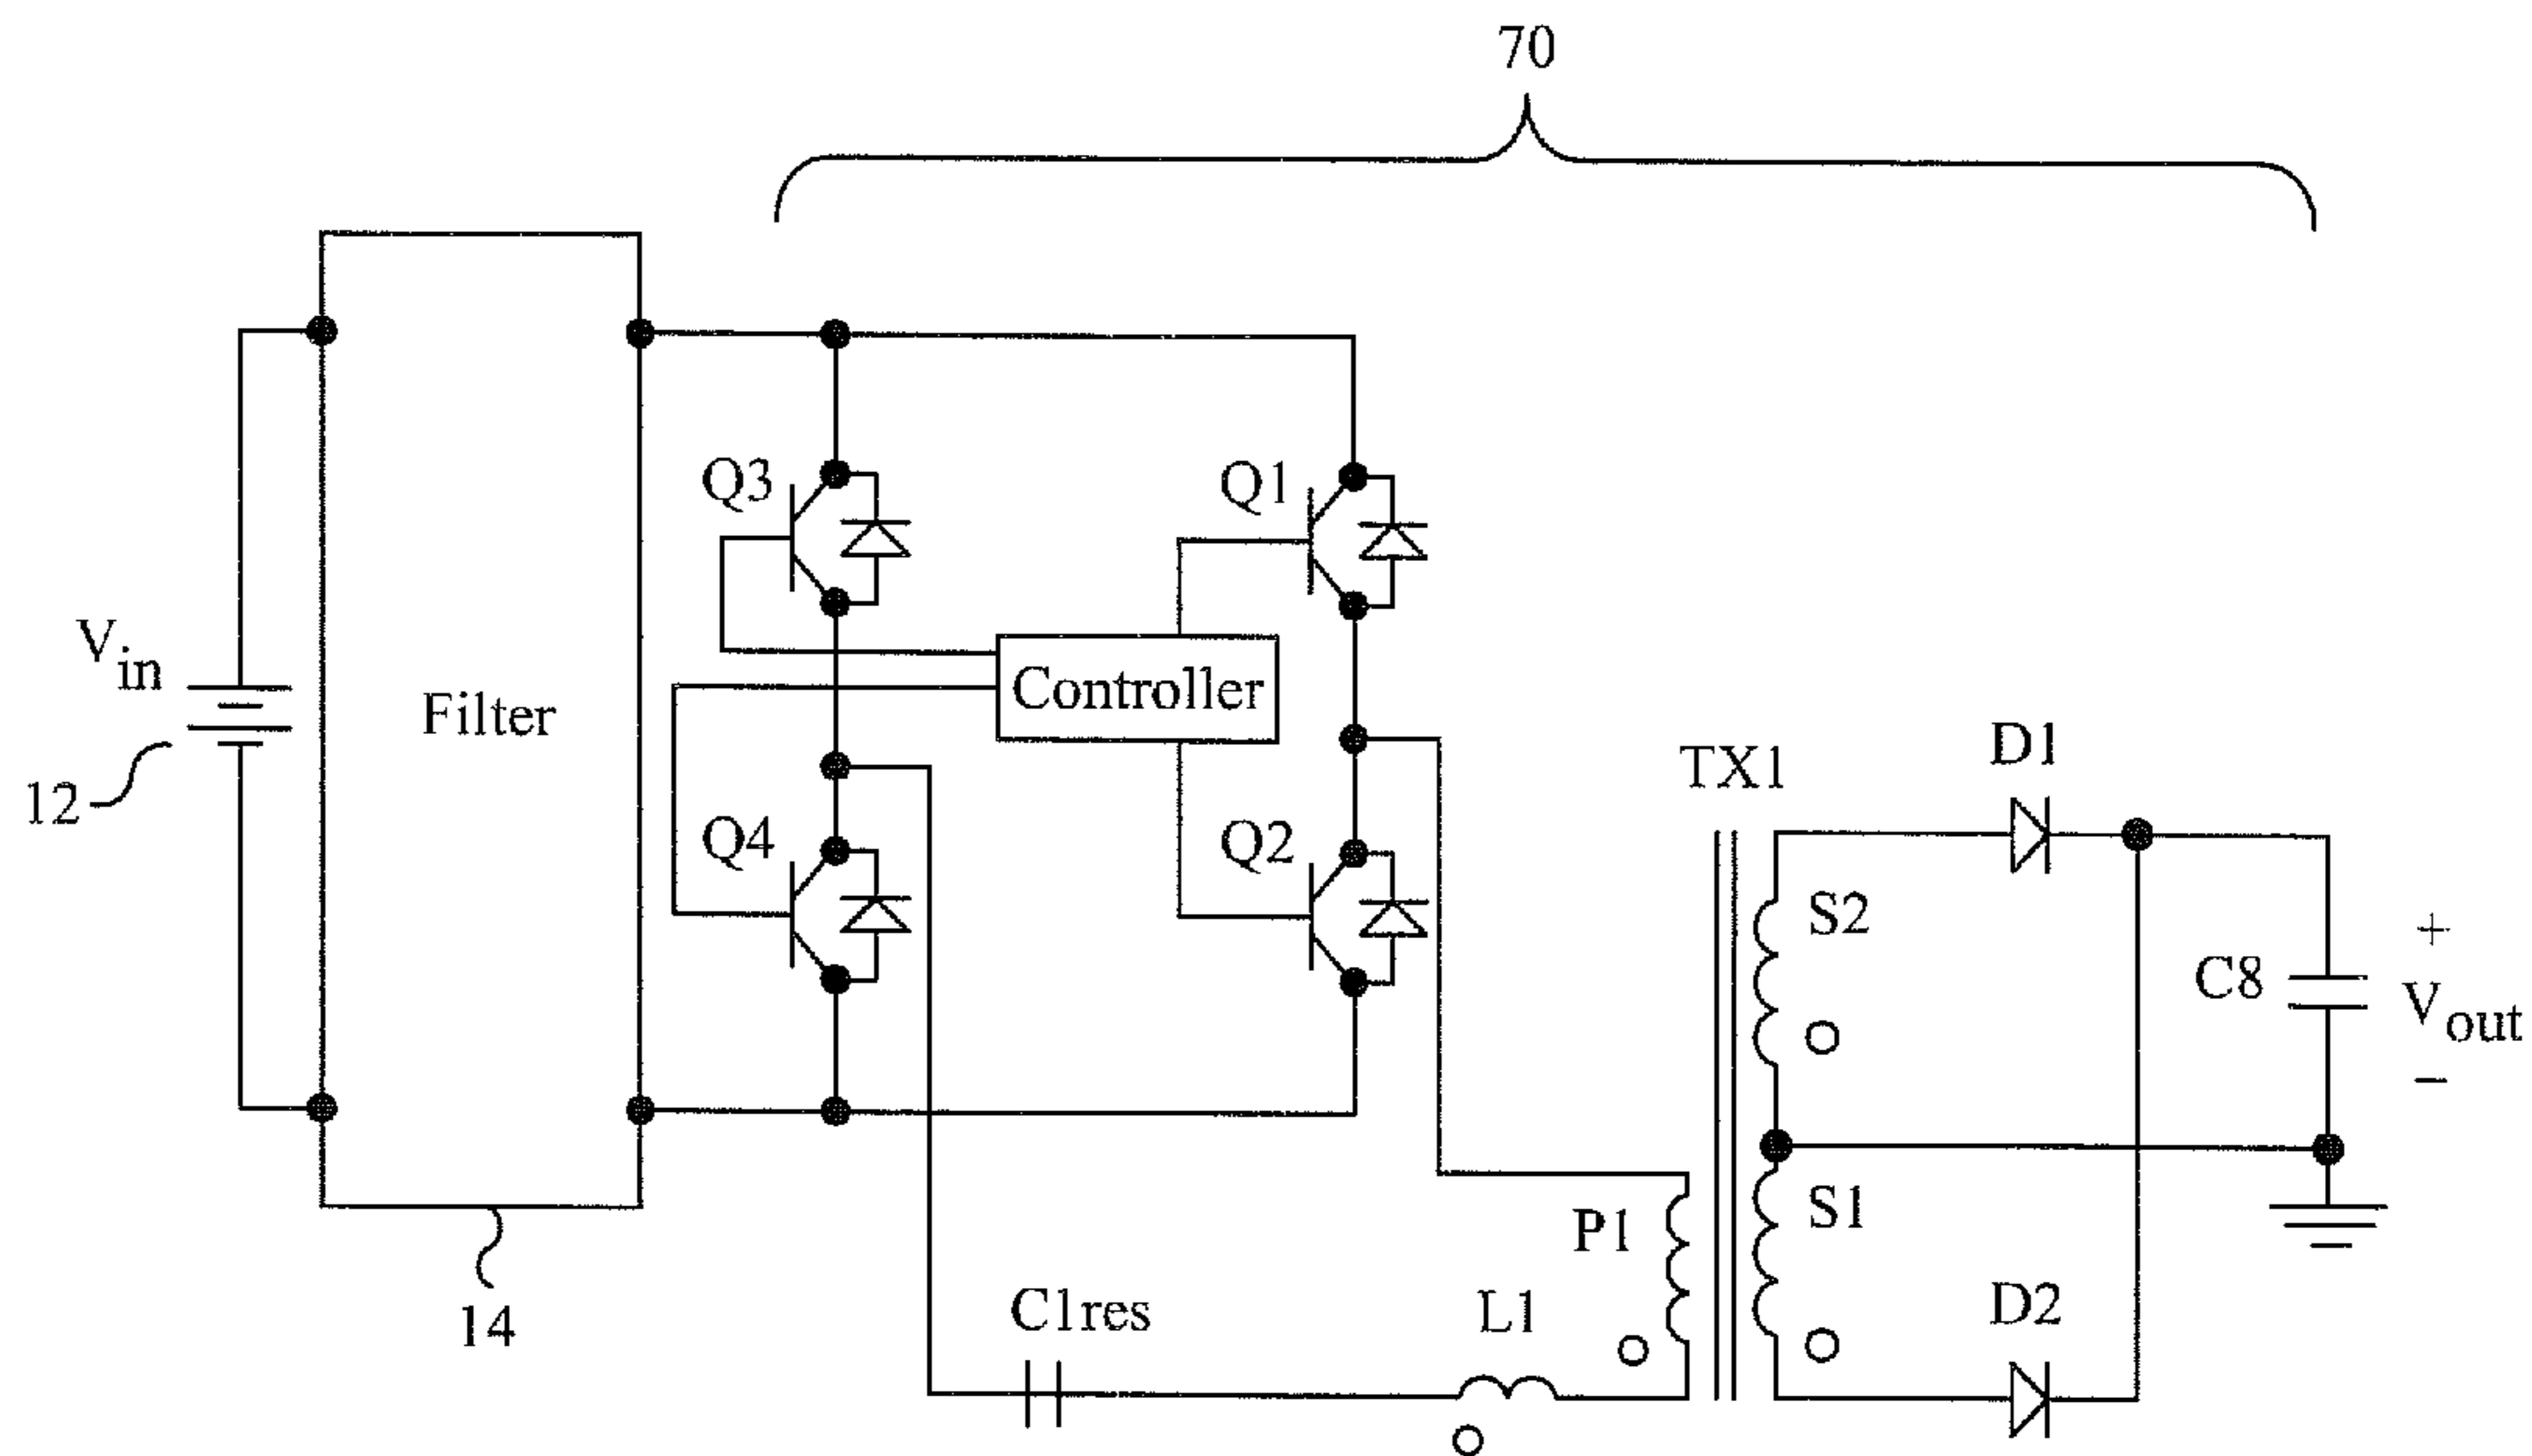 70
Q3
Q1
Vin
Filter
Controller
12
Q4
Q2
TX1
D1
S2
C8
+
Vout
−
P1
S1
C1res
L1
D2
14